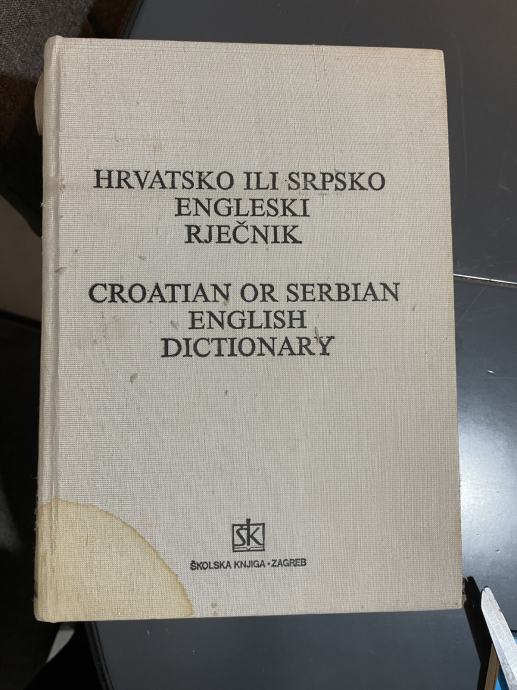 HRVATSKO ILI SRPSKO
ENGLESKI
RJEČNIK
CROATIAN OR SERBIAN
ENGLISH
DICTIONARY
ŠK
ŠKOLSKA KNJIGA • ZAGREB